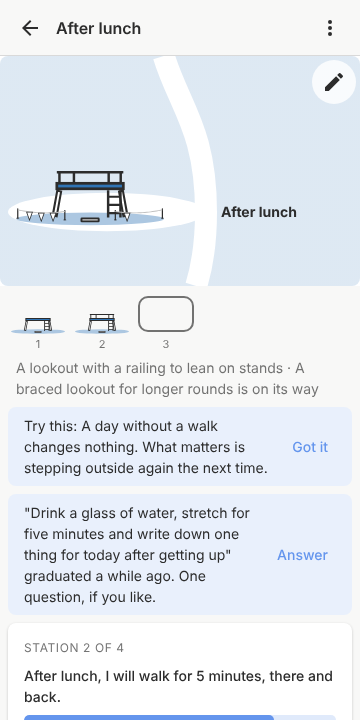 After lunch
After lunch
1
2
3
A lookout with a railing to lean on stands · A
braced lookout for longer rounds is on its way
Try this: A day without a walk
changes nothing. What matters is
stepping outside again the next time.
Got it
"Drink a glass of water, stretch for
five minutes and write down one
thing for today after getting up"
graduated a while ago. One
question, if you like.
Answer
STATION 2 OF 4
After lunch, I will walk for 5 minutes, there and
back.